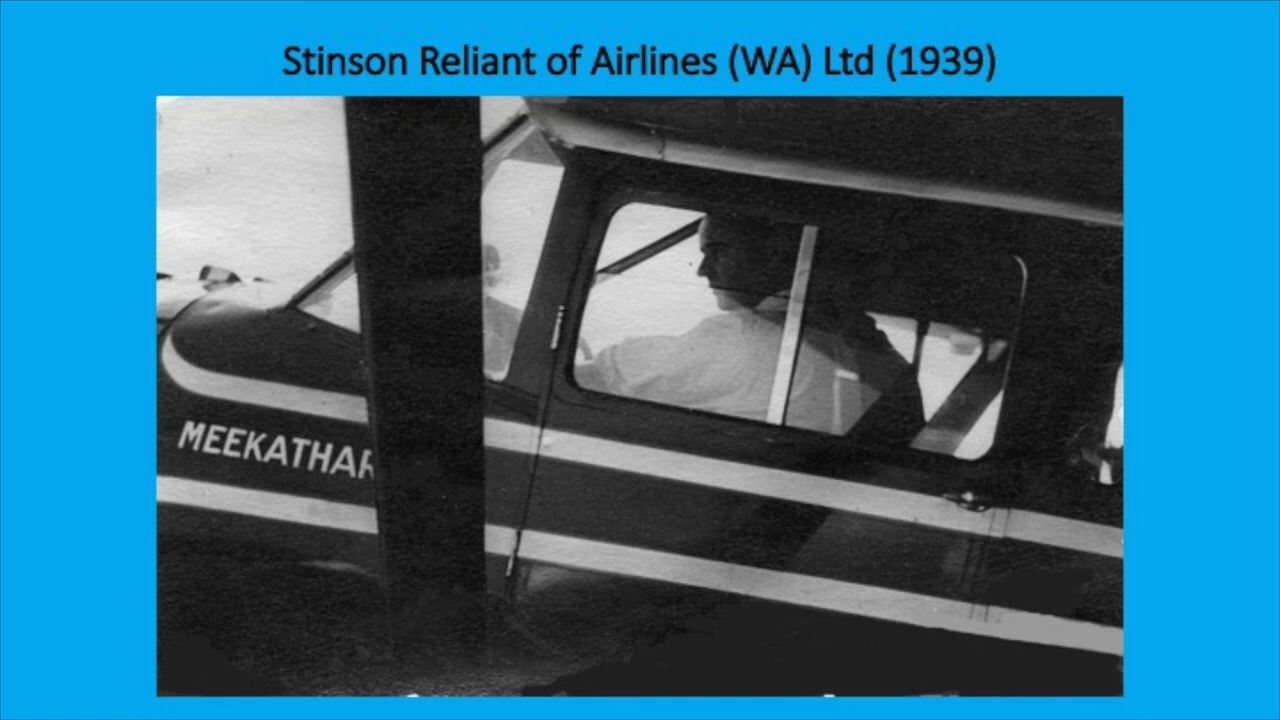 Stinson Reliant of Airlines (WA) Ltd (1939)
MEEKATHAR